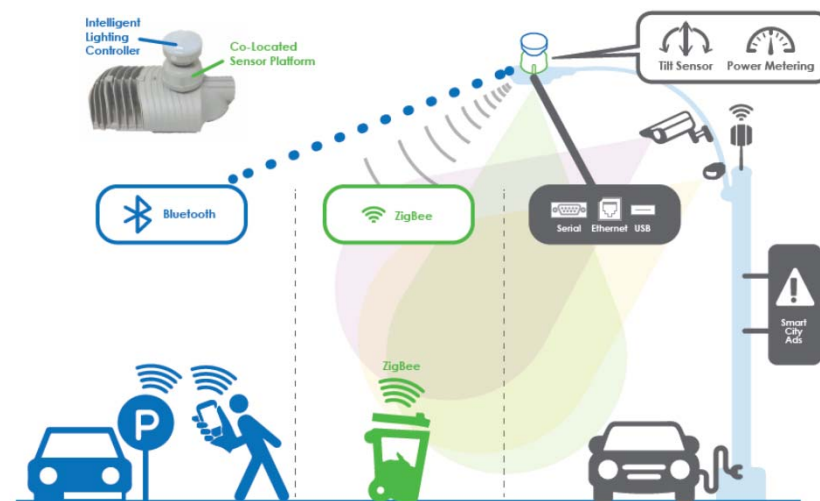 Intelligent
Lighting
Controller
Co-Located
Sensor Platform
Tilt Sensor
Power Metering
Bluetooth
ZigBee
Serial
Ethernet
USB
Smart
City
Ads
ZigBee
P